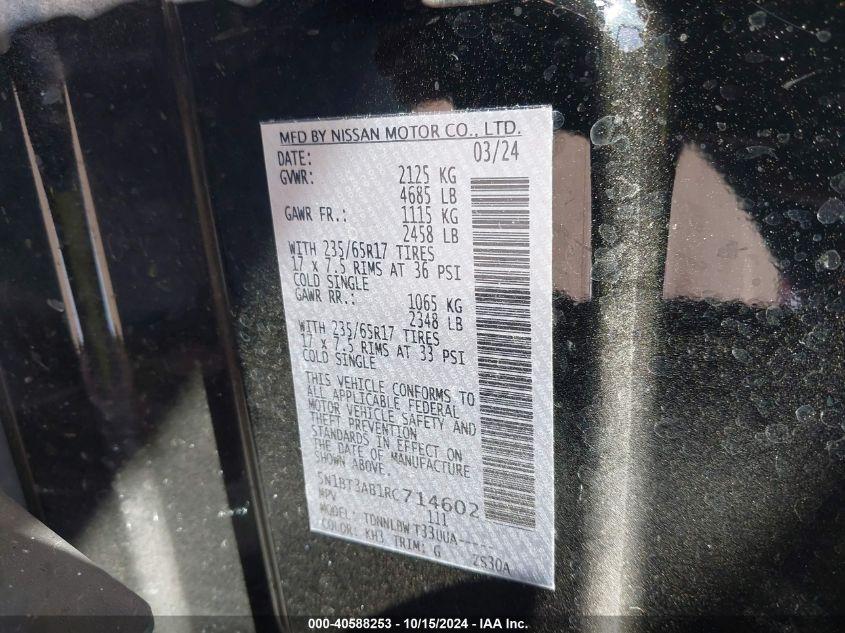 MFD BY NISSAN MOTOR CO., LTD.
DATE: 03/24
GVWR: 2125 KG
4685 LB
GAWR FR.: 1115 KG
2458 LB
WITH 235/65R17 TIRES
17 x 7.5 RIMS AT 36 PSI
COLD SINGLE
GAWR RR.: 1065 KG
2348 LB
WITH 235/65R17 TIRES
17 x 7.5 RIMS AT 33 PSI
COLD SINGLE
THIS VEHICLE CONFORMS TO
ALL APPLICABLE FEDERAL
MOTOR VEHICLE SAFETY AND
THEFT PREVENTION
STANDARDS IN EFFECT ON
THE DATE OF MANUFACTURE
SHOWN ABOVE.
5N1BT3AB1RC714602
MPV 111
MODEL: TDNNLBW T33UUA-----
COLOR: KH3 TRIM: G 2S30A
000-40588253 - 10/15/2024 - IAA Inc.